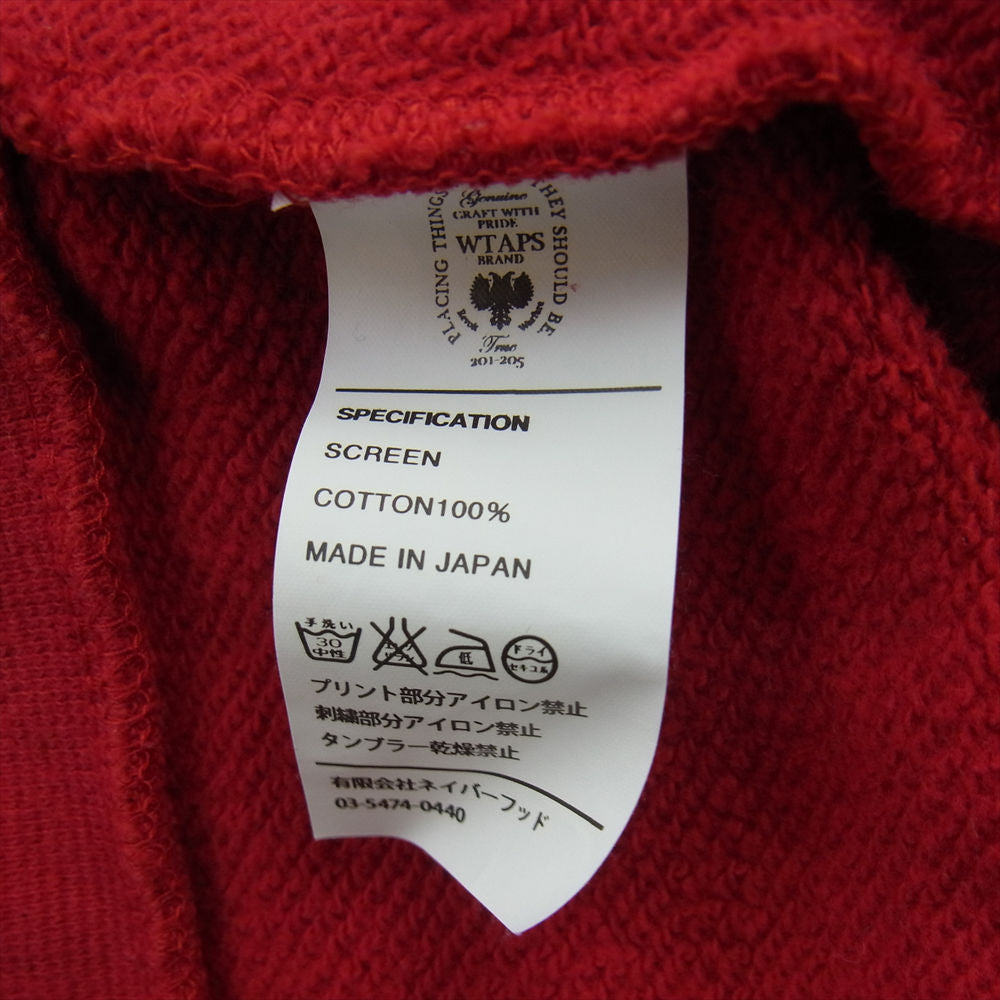 Genuine
CRAFT WITH
PRIDE
WTAPS
BRAND
PLACING THINGS
THEY SHOULD BE
True
201-205
SPECIFICATION
SCREEN
COTTON100%
MADE IN JAPAN
手洗い
30
中性
低
ドライ
セキユ系
プリント部分アイロン禁止
刺繍部分アイロン禁止
タンブラー乾燥禁止
有限会社ネイバーフッド
03-5474-0440